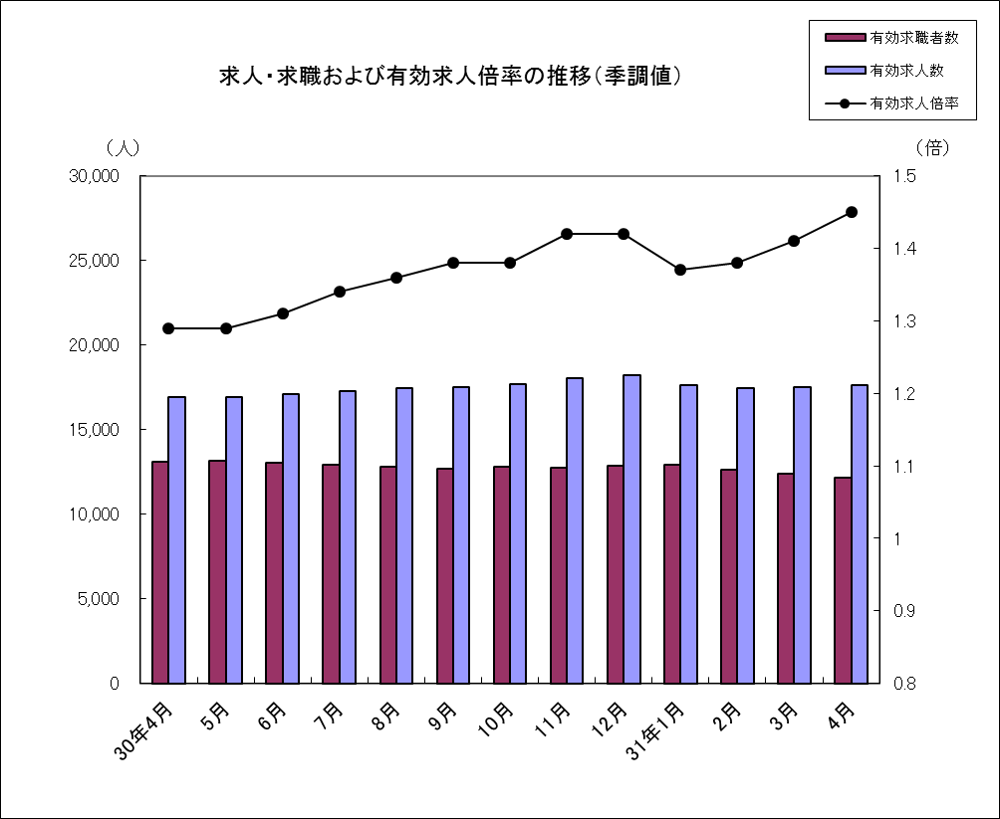 有効求職者数
有効求人数
有効求人倍率
求人・求職および有効求人倍率の推移（季調値）
（人）
（倍）
30,000
25,000
20,000
15,000
10,000
5,000
0
1.5
1.4
1.3
1.2
1.1
1
0.9
0.8
30年4月
5月
6月
7月
8月
9月
10月
11月
12月
31年1月
2月
3月
4月